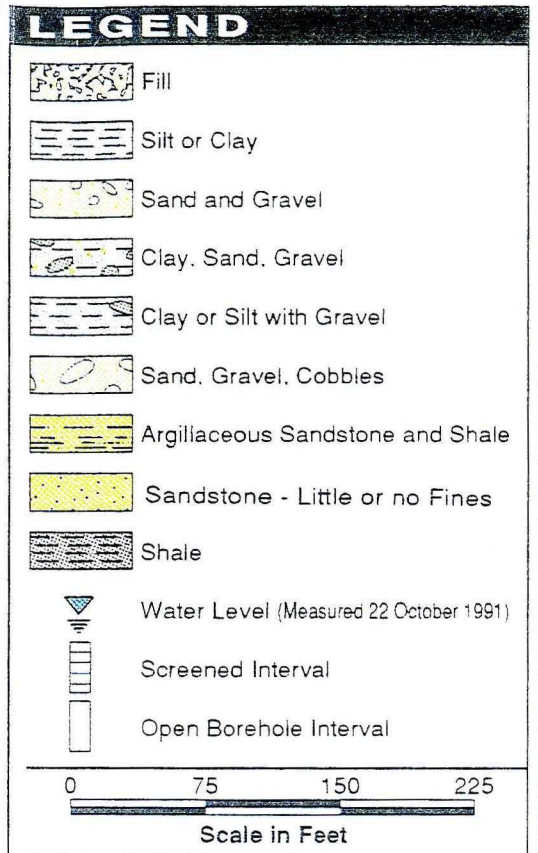 LEGEND
Fill
Silt or Clay
Sand and Gravel
Clay, Sand, Gravel
Clay or Silt with Gravel
Sand, Gravel, Cobbles
Argillaceous Sandstone and Shale
Sandstone - Little or no Fines
Shale
Water Level (Measured 22 October 1991)
Screened Interval
Open Borehole Interval
0 75 150 225
Scale in Feet